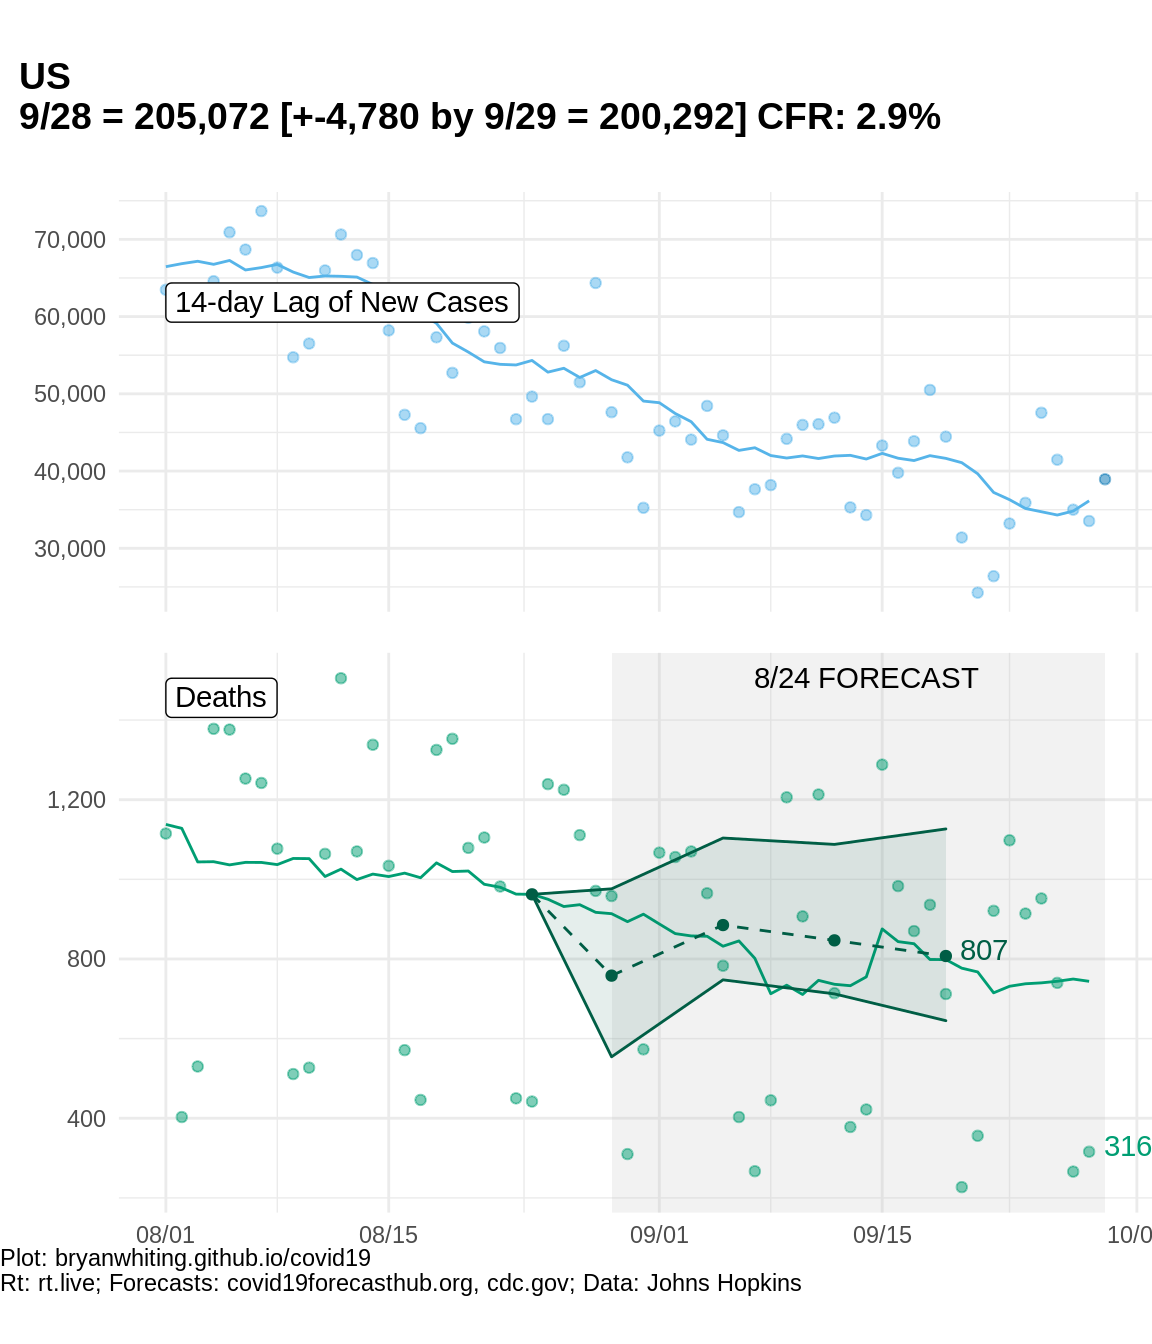 US
9/28 = 205,072 [+-4,780 by 9/29 = 200,292] CFR: 2.9%
70,000
60,000
50,000
40,000
30,000
14-day Lag of New Cases
Deaths
8/24 FORECAST
1,200
800
400
807
316
08/01
08/15
09/01
09/15
10/0
Plot: bryanwhiting.github.io/covid19
Rt: rt.live; Forecasts: covid19forecasthub.org, cdc.gov; Data: Johns Hopkins